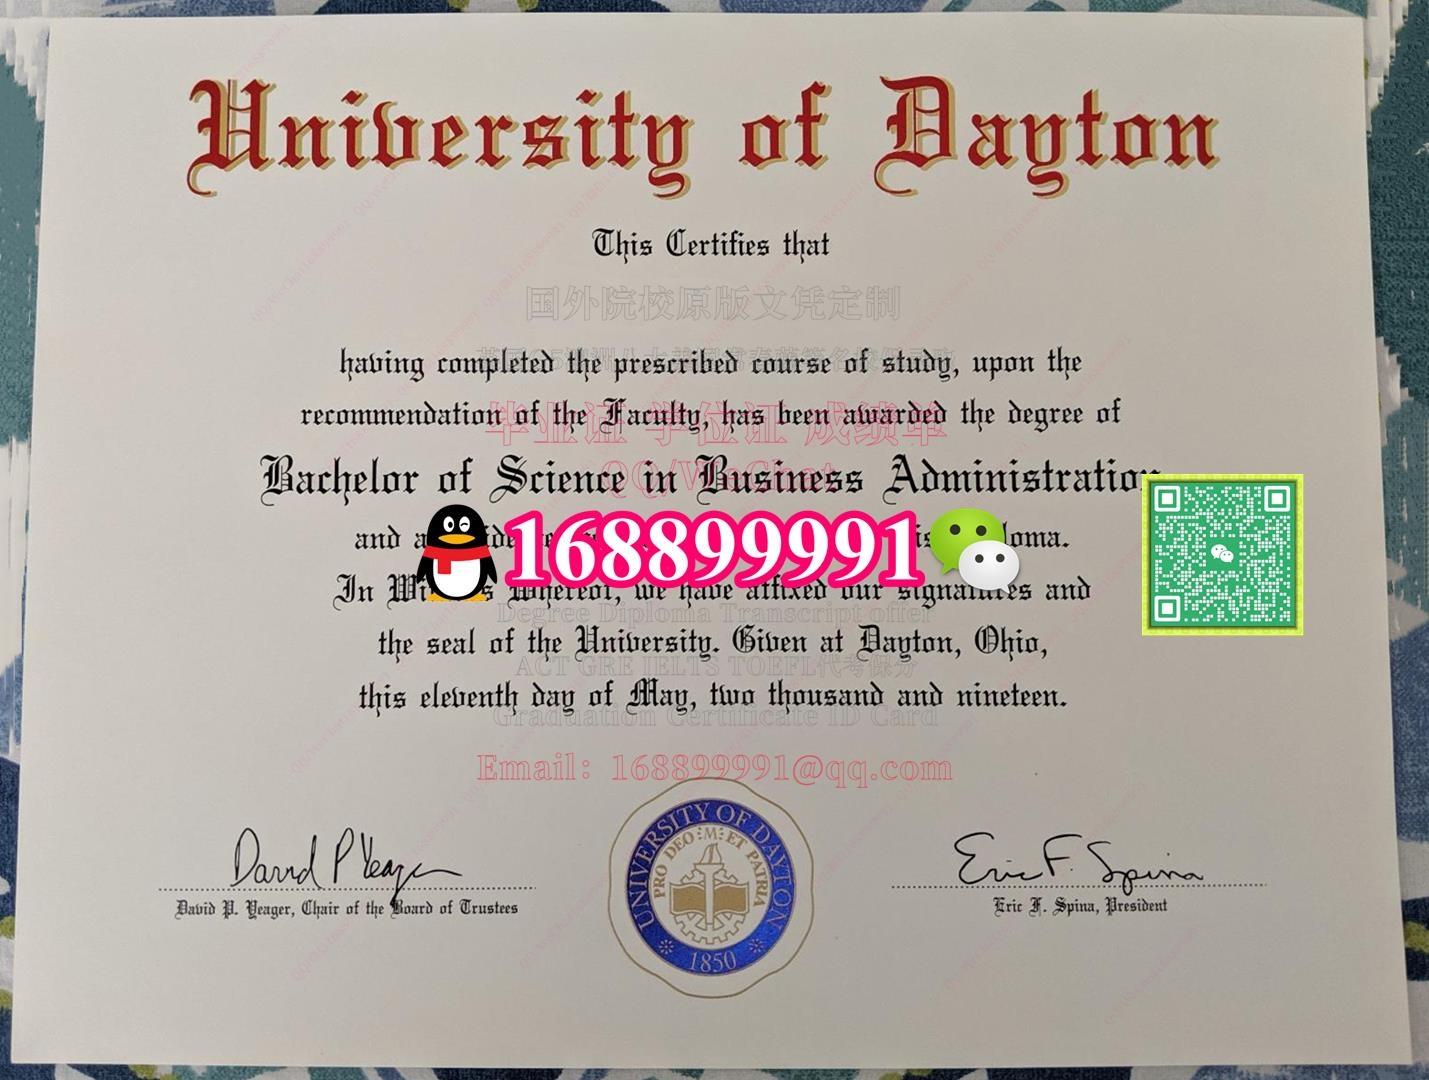 University of Dayton
This Certifies that
国外院校原版文凭定制
having completed the prescribed course of study, upon the
recommendation of the Faculty, has been awarded the degree of
毕业证 学位证 成绩单
Bachelor of Science in Business Administration
QQ/WeChat
and
168899991
In Whereof, we have affixed our signatures and
Degree Diploma Transcript offer
the seal of the University. Given at Dayton, Ohio,
ACT GRE IELTS TOEFL代考保分
this eleventh day of May, two thousand and nineteen.
Graduation Certificate ID Card
Email: 168899991@qq.com
UNIVERSITY OF DAYTON
PRO DEO ET PATRIA
1850
David P. Yeager
David P. Yeager, Chair of the Board of Trustees
Eric F. Spina
Eric F. Spina, President